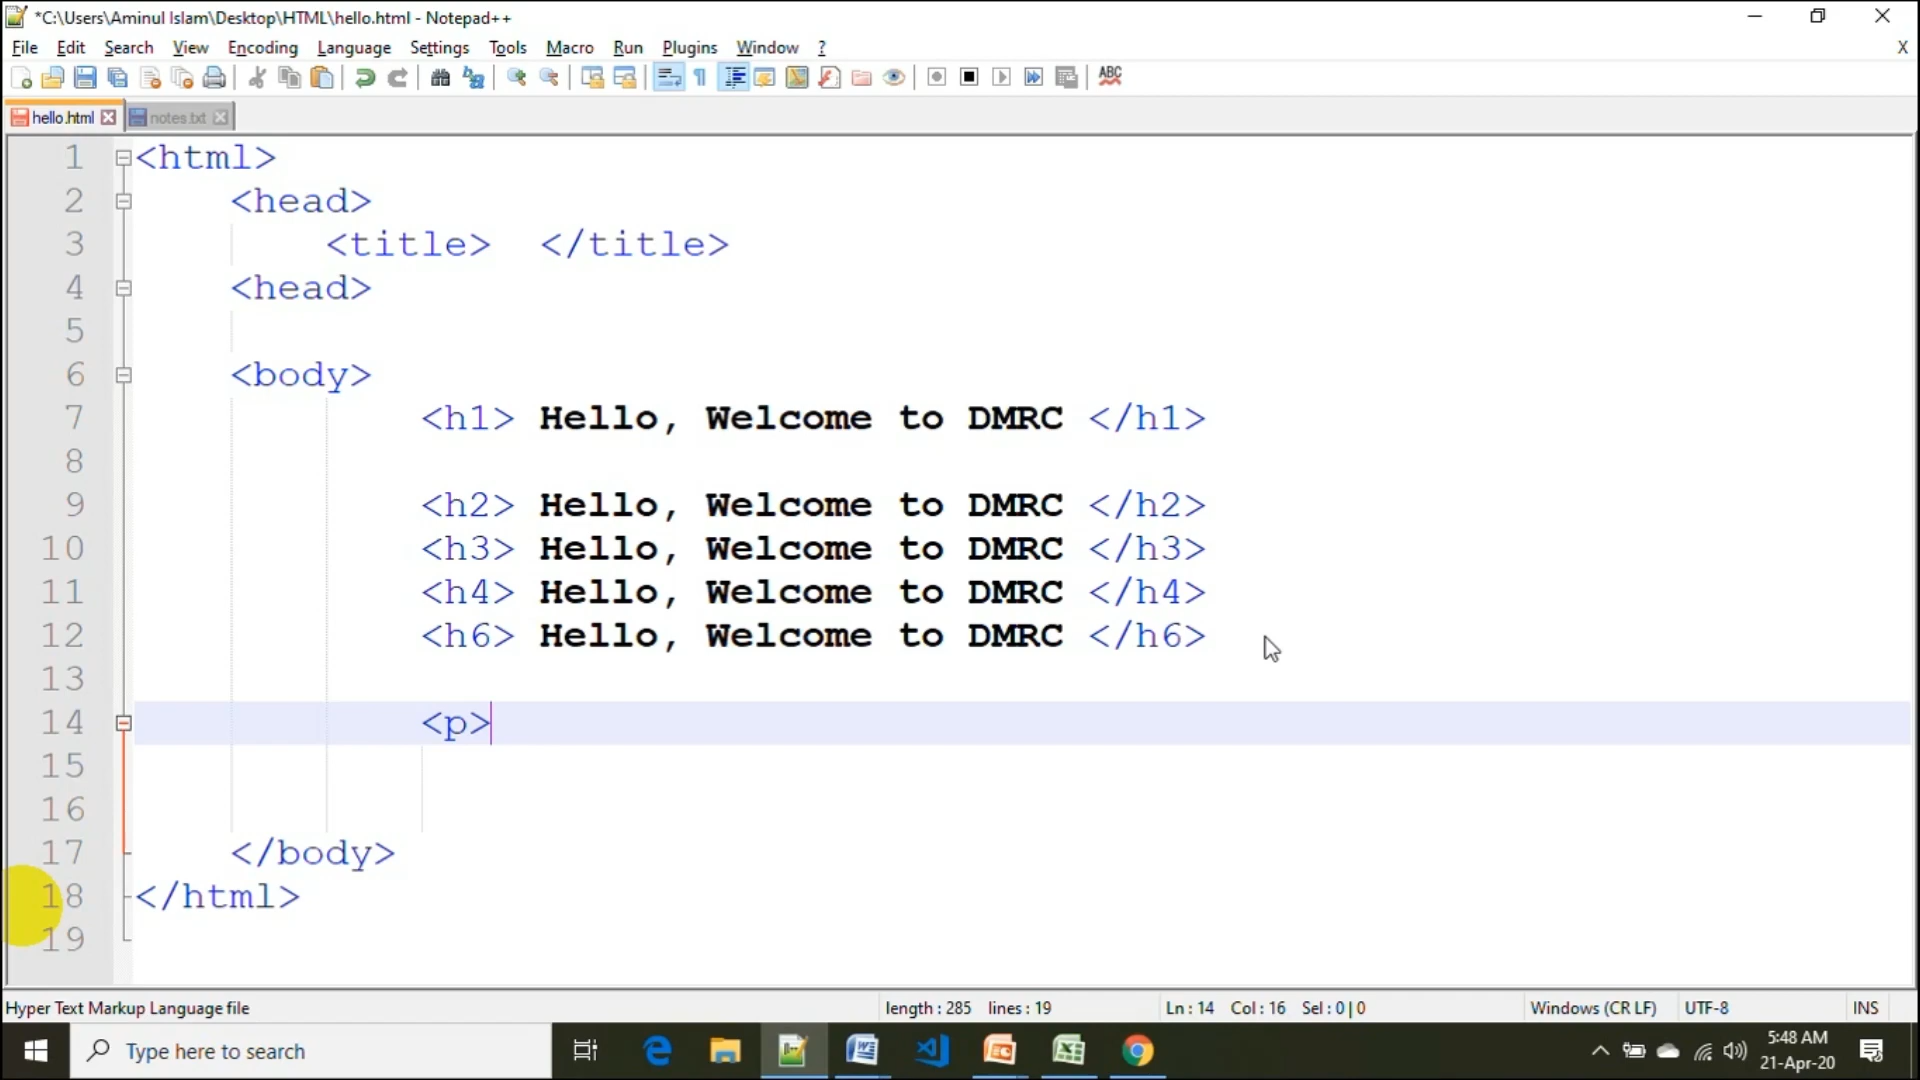 *C:\Users\Aminul Islam\Desktop\HTML\hello.html - Notepad++
File Edit Search View Encoding Language Settings Tools Macro Run Plugins Window ? X
ABC
hello.html notes.txt
1 <html>
2 <head>
3 <title> </title>
4 <head>
5
6 <body>
7 <h1> Hello, Welcome to DMRC </h1>
8
9 <h2> Hello, Welcome to DMRC </h2>
10 <h3> Hello, Welcome to DMRC </h3>
11 <h4> Hello, Welcome to DMRC </h4>
12 <h6> Hello, Welcome to DMRC </h6>
13
14 <p>
15
16
17 </body>
18 </html>
19
Hyper Text Markup Language file length : 285 lines : 19 Ln : 14 Col : 16 Sel : 0 | 0 Windows (CR LF) UTF-8 INS
Type here to search
5:48 AM
21-Apr-20